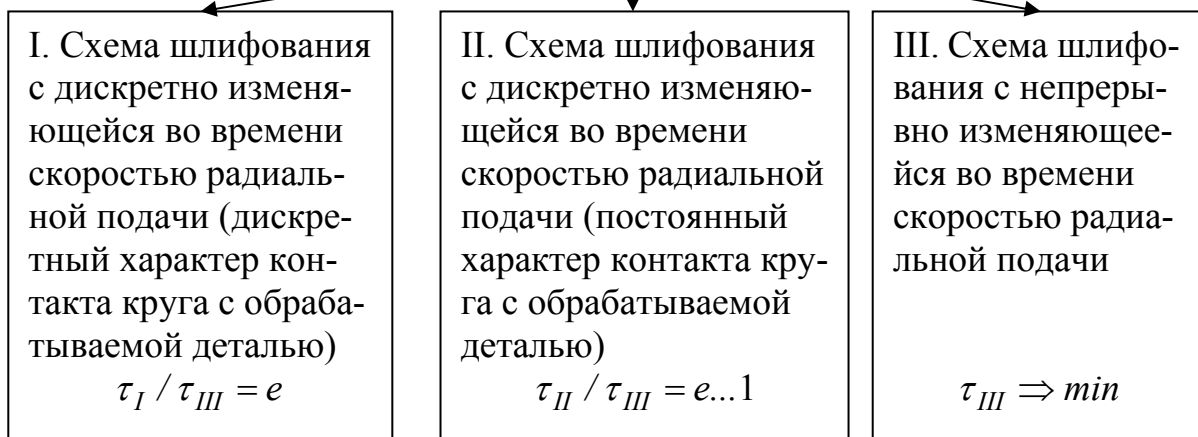 I. Схема шлифования
с дискретно изменя-
ющейся во времени
скоростью радиаль-
ной подачи (дискре-
тный характер кон-
такта круга с обраба-
тываемой деталью)
τ_I / τ_III = e
II. Схема шлифования
с дискретно изменяю-
щейся во времени
скоростью радиальной
подачи (постоянный
характер контакта кру-
га с обрабатываемой
деталью)
τ_II / τ_III = e...1
III. Схема шлифо-
вания с непреры-
вно изменяющее-
йся во времени
скоростью радиа-
льной подачи
τ_III ⇒ min